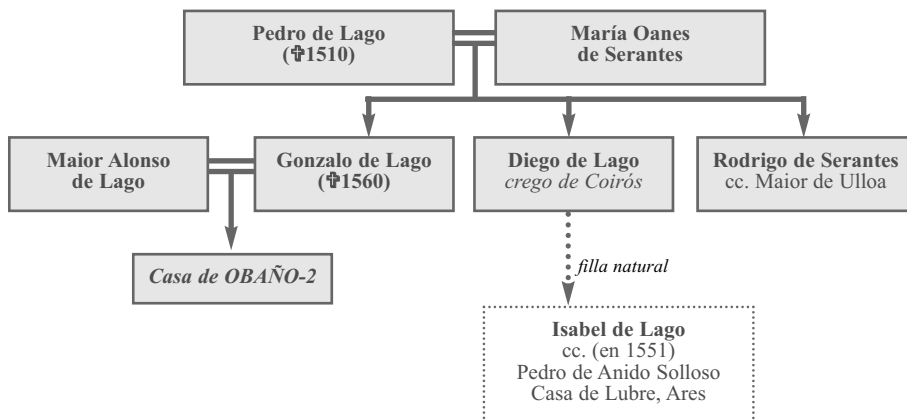 Pedro de Lago
(✞1510)
María Oanes
de Serantes
Maior Alonso
de Lago
Gonzalo de Lago
(✞1560)
Diego de Lago
crego de Coirós
Rodrigo de Serantes
cc. Maior de Ulloa
Casa de OBAÑO-2
filla natural
Isabel de Lago
cc. (en 1551)
Pedro de Anido Solloso
Casa de Lubre, Ares